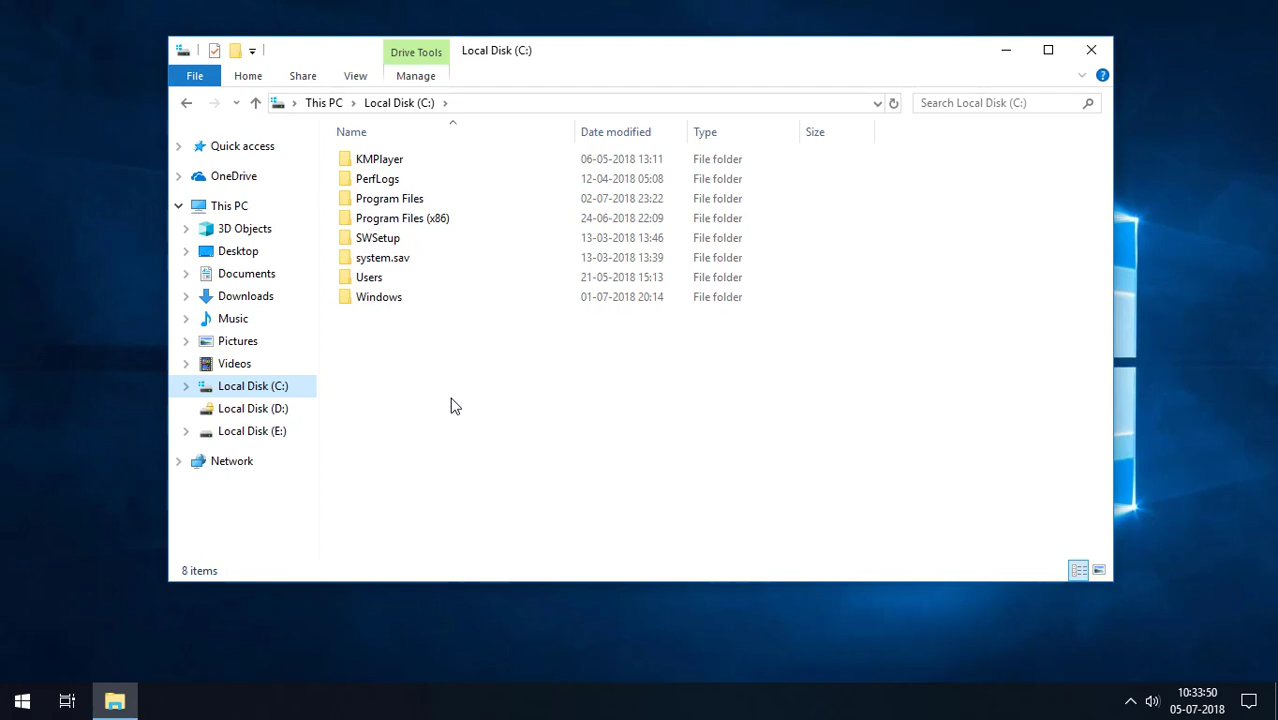 Drive Tools
Local Disk (C:)
File
Home
Share
View
Manage
This PC
Local Disk (C:)
Search Local Disk (C:)
Name
Date modified
Type
Size
Quick access
OneDrive
This PC
3D Objects
Desktop
Documents
Downloads
Music
Pictures
Videos
Local Disk (C:)
Local Disk (D:)
Local Disk (E:)
Network
KMPlayer 06-05-2018 13:11 File folder
PerfLogs 12-04-2018 05:08 File folder
Program Files 02-07-2018 23:22 File folder
Program Files (x86) 24-06-2018 22:09 File folder
SWSetup 13-03-2018 13:46 File folder
system.sav 13-03-2018 13:39 File folder
Users 21-05-2018 15:13 File folder
Windows 01-07-2018 20:14 File folder
8 items
10:33:50
05-07-2018